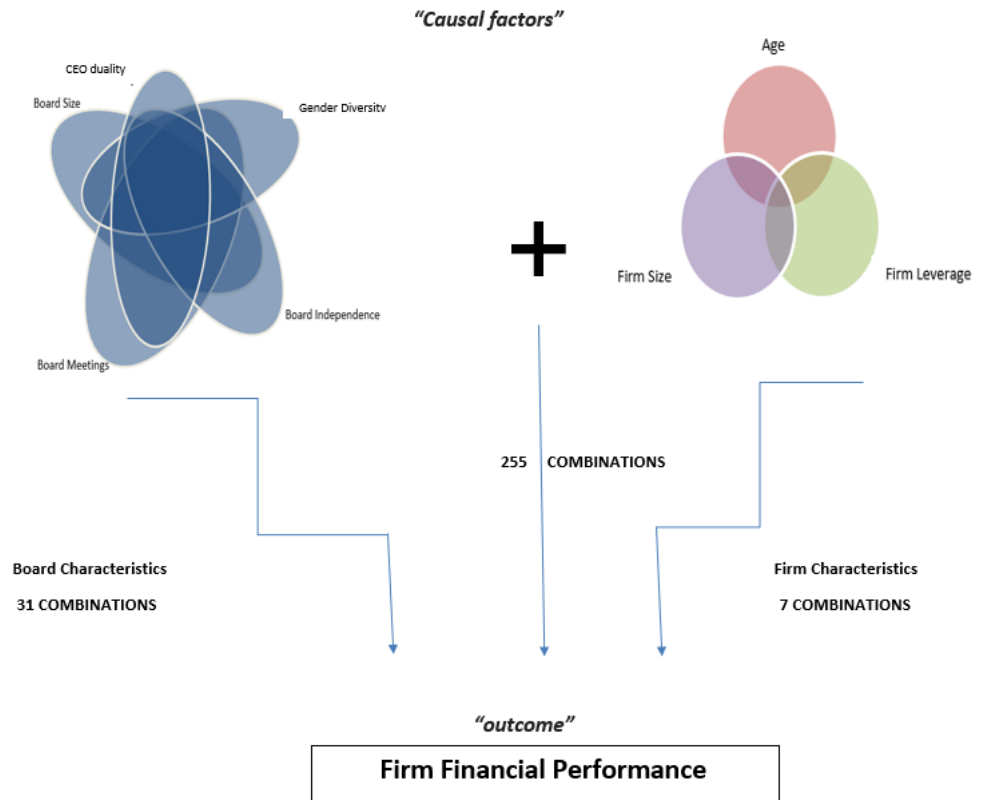 “Causal factors”
Age
CEO duality
Board Size
Gender Diversity
Firm Size
Firm Leverage
Board Independence
Board Meetings
255 COMBINATIONS
Board Characteristics
31 COMBINATIONS
Firm Characteristics
7 COMBINATIONS
“outcome”
Firm Financial Performance